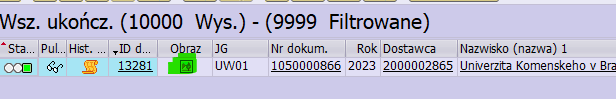 Wsz. ukończ. (10000 Wys.) - (9999 Filtrowane)
Sta... Pul... Hist. ... ID d... Obraz JG Nr dokum. Rok Dostawca Nazwisko (nazwa) 1
13281 UW01 1050000866 2023 2000002865 Univerzita Komenskeho v Bra